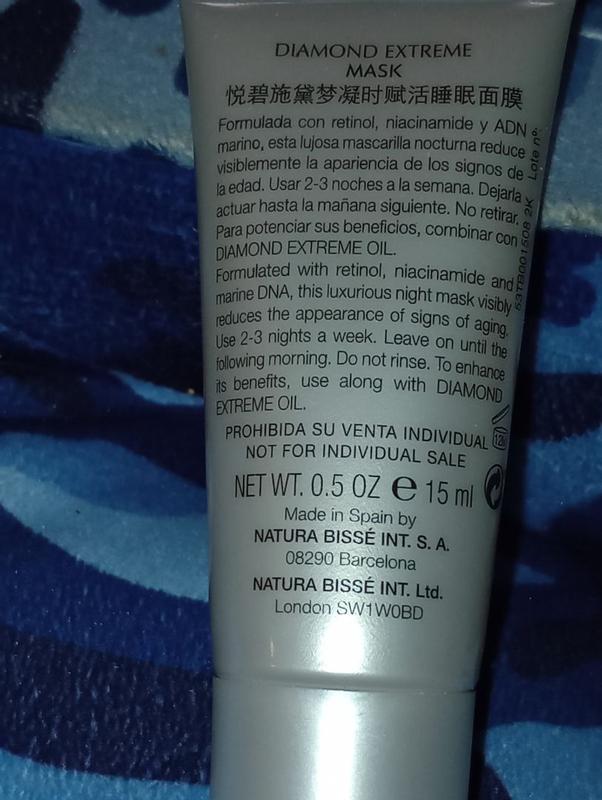 DIAMOND EXTREME
MASK
悦碧施黛梦凝时赋活睡眠面膜
Formulada con retinol, niacinamide y ADN
marino, esta lujosa mascarilla nocturna reduce
visiblemente la apariencia de los signos de
la edad. Usar 2-3 noches a la semana. Dejarla
actuar hasta la mañana siguiente. No retirar.
Para potenciar sus beneficios, combinar con
DIAMOND EXTREME OIL.
Formulated with retinol, niacinamide and
marine DNA, this luxurious night mask visibly
reduces the appearance of signs of aging.
Use 2-3 nights a week. Leave on until the
following morning. Do not rinse. To enhance
its benefits, use along with DIAMOND
EXTREME OIL.
PROHIBIDA SU VENTA INDIVIDUAL
NOT FOR INDIVIDUAL SALE
NET WT. 0.5 OZ ℮ 15 ml
Made in Spain by
NATURA BISSÉ INT. S. A.
08290 Barcelona
NATURA BISSÉ INT. Ltd.
London SW1W0BD
12M
63TB001508 2K Lote nº: